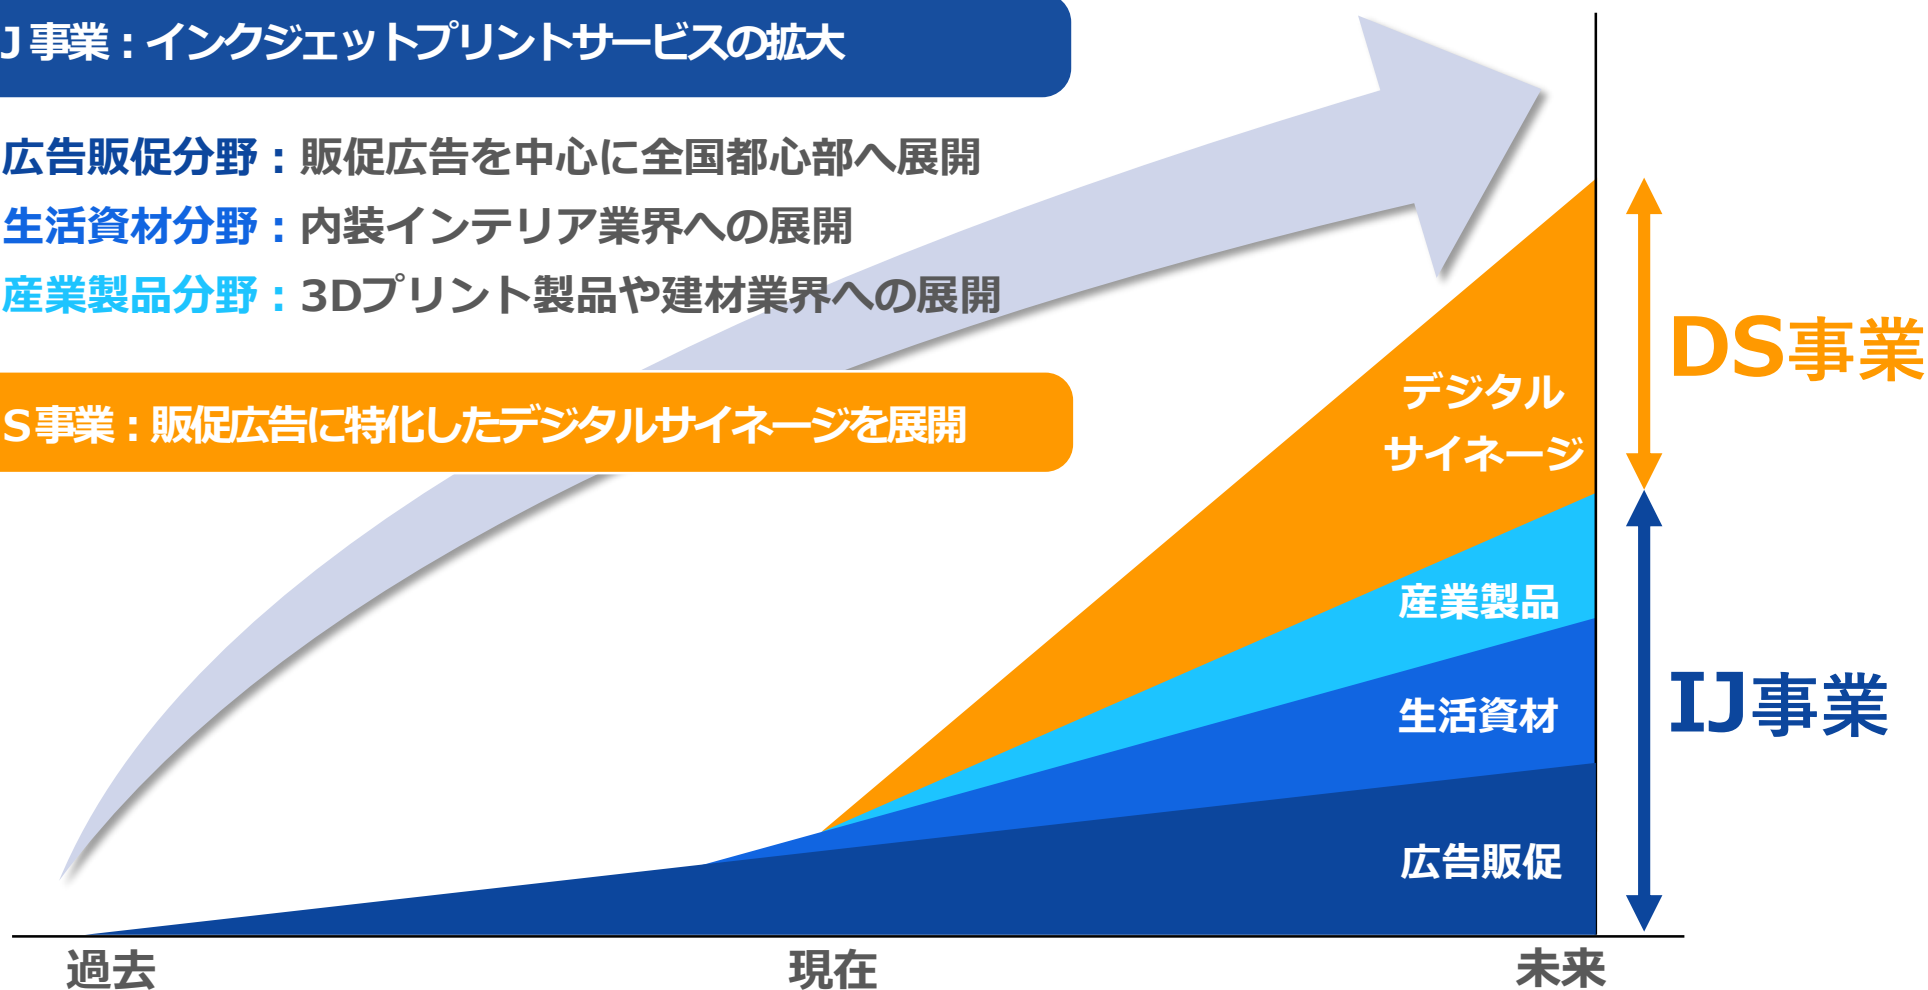 J事業：インクジェットプリントサービスの拡大
広告販促分野：販促広告を中心に全国都心部へ展開
生活資材分野：内装インテリア業界への展開
産業製品分野：3Dプリント製品や建材業界への展開
S事業：販促広告に特化したデジタルサイネージを展開
デジタル
サイネージ
DS事業
産業製品
生活資材
IJ事業
広告販促
過去
現在
未来